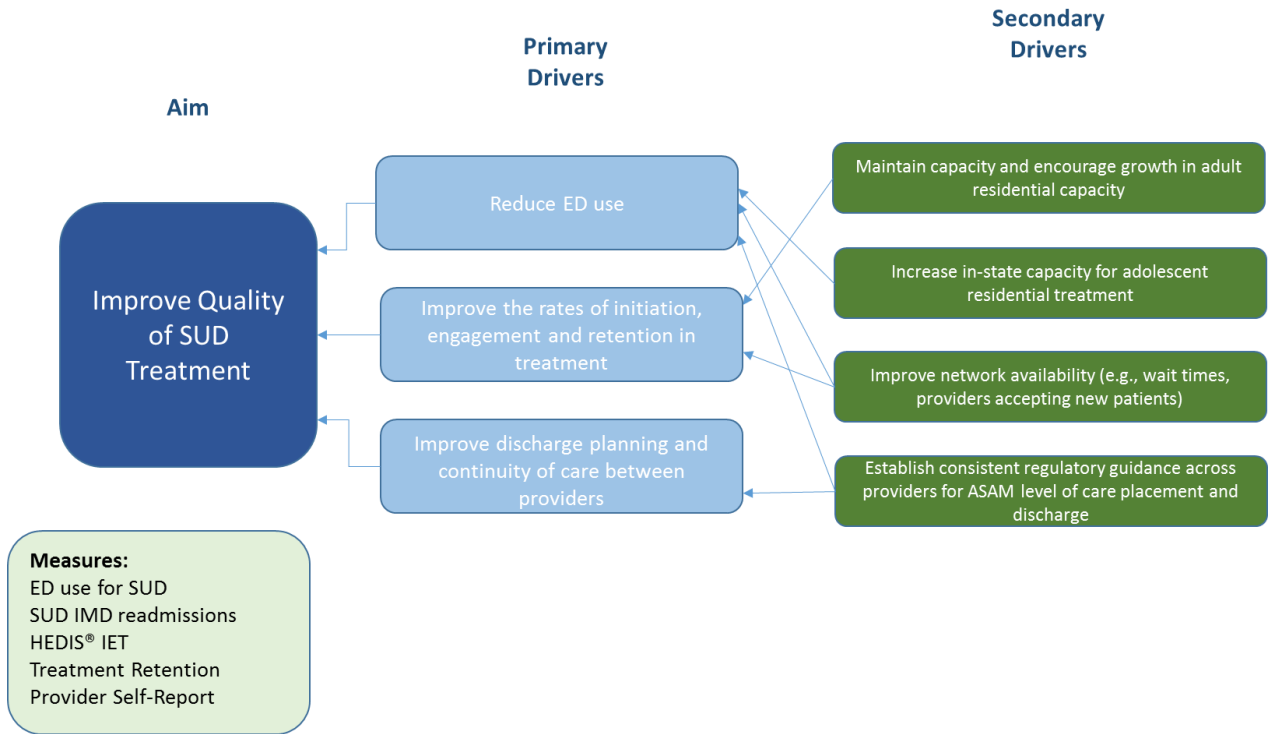 Aim
Primary
Drivers
Secondary
Drivers
Improve Quality
of SUD
Treatment
Reduce ED use
Improve the rates of initiation,
engagement and retention in
treatment
Improve discharge planning and
continuity of care between
providers
Maintain capacity and encourage growth in adult
residential capacity
Increase in-state capacity for adolescent
residential treatment
Improve network availability (e.g., wait times,
providers accepting new patients)
Establish consistent regulatory guidance across
providers for ASAM level of care placement and
discharge
Measures:
ED use for SUD
SUD IMD readmissions
HEDIS® IET
Treatment Retention
Provider Self-Report